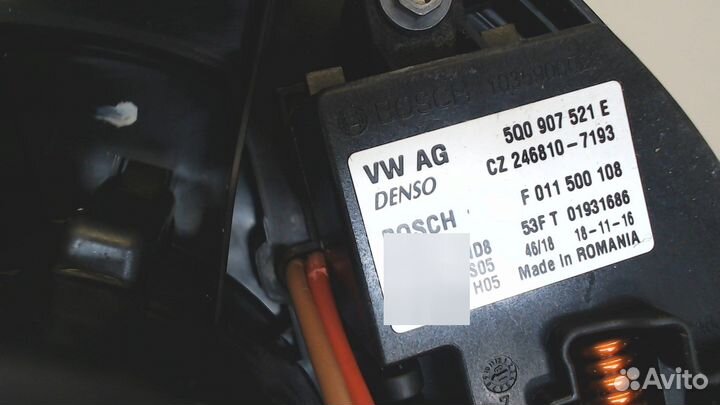 BOSCH
VW AG 5Q0 907 521 E
DENSO CZ 246810-7193
BOSCH F 011 500 108
53F T 01931686
46/18 18-11-16
Made in ROMANIA
S05
H05
Avito